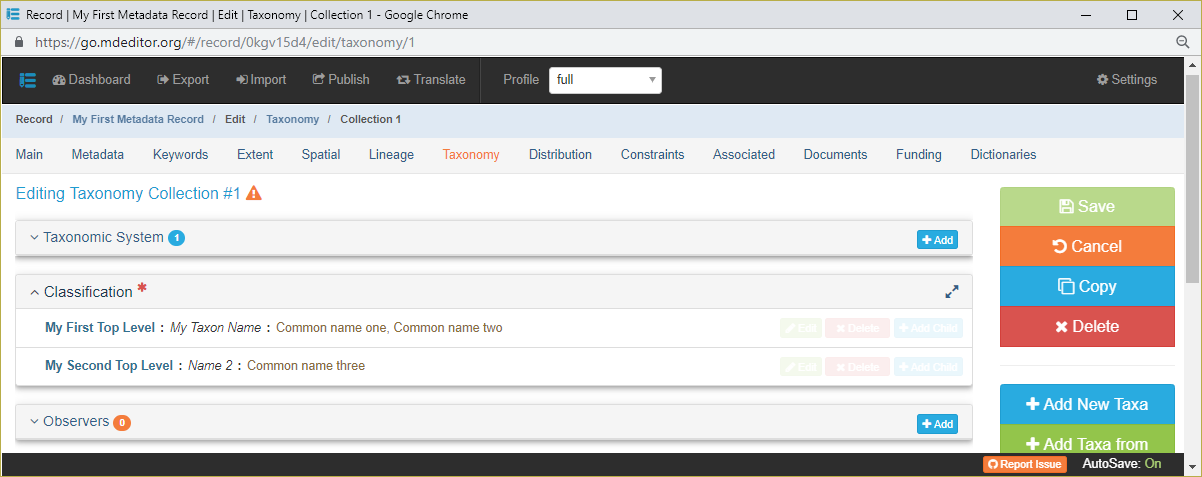 Record | My First Metadata Record | Edit | Taxonomy | Collection 1 - Google Chrome
https://go.mdeditor.org/#/record/0kgv15d4/edit/taxonomy/1
Dashboard Export Import Publish Translate Profile full Settings
Record / My First Metadata Record / Edit / Taxonomy / Collection 1
Main Metadata Keywords Extent Spatial Lineage Taxonomy Distribution Constraints Associated Documents Funding Dictionaries
Editing Taxonomy Collection #1
Taxonomic System 1 Add
Classification *
My First Top Level : My Taxon Name : Common name one, Common name two Edit Delete Add Child
My Second Top Level : Name 2 : Common name three Edit Delete Add Child
Observers 0 Add
Save
Cancel
Copy
Delete
Add New Taxa
Add Taxa from
Report Issue AutoSave: On